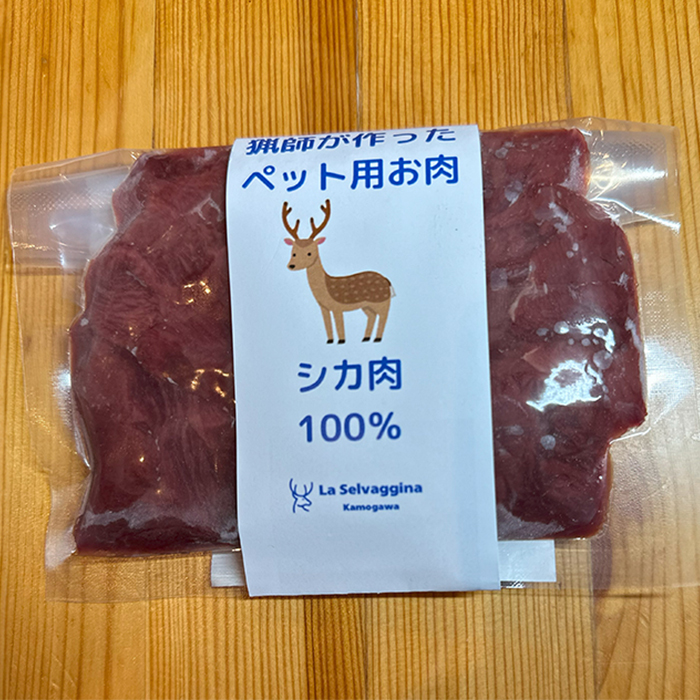 猟師が作った
ペット用お肉
シカ肉
100%
La Selvaggina
Kamogawa